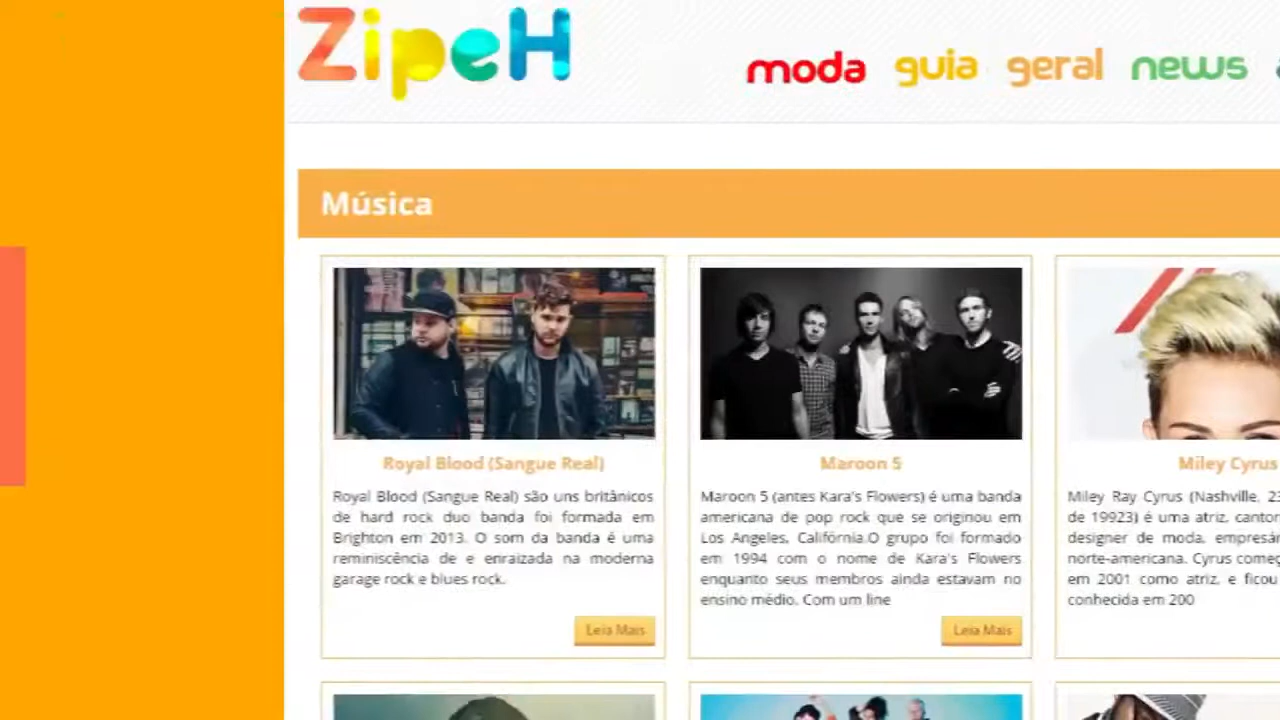 ZipeH
moda guia geral news
Música
Royal Blood (Sangue Real)
Royal Blood (Sangue Real) são uns britânicos
de hard rock duo banda foi formada em
Brighton em 2013. O som da banda é uma
reminiscência de e enraizada na moderna
garage rock e blues rock.
Leia Mais
Maroon 5
Maroon 5 (antes Kara's Flowers) é uma banda
americana de pop rock que se originou em
Los Angeles, Califórnia.O grupo foi formado
em 1994 com o nome de Kara's Flowers
enquanto seus membros ainda estavam no
ensino médio. Com um line
Leia Mais
Miley Cyrus
Miley Ray Cyrus (Nashville, 23
de 19923) é uma atriz, cantor
designer de moda, empresár
norte-americana. Cyrus começ
em 2001 como atriz, e ficou
conhecida em 200